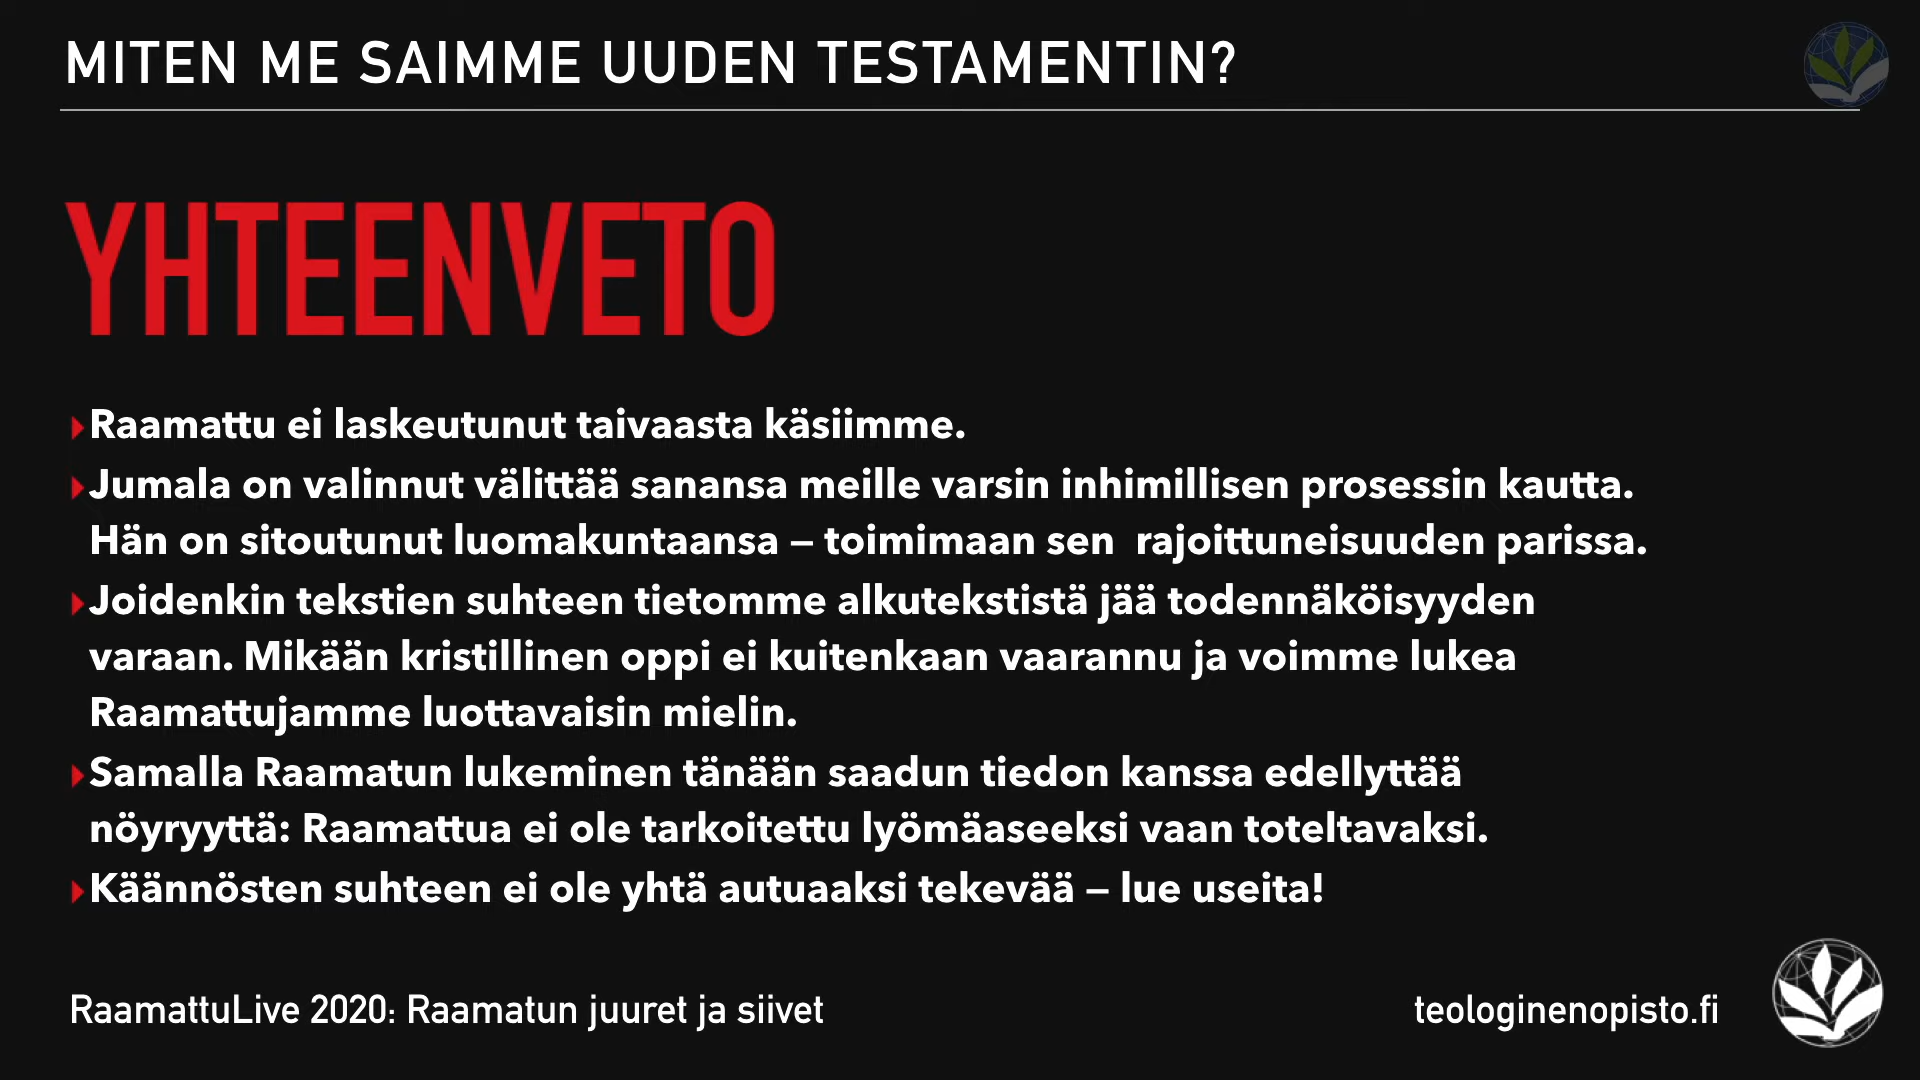 MITEN ME SAIMME UUDEN TESTAMENTIN?
YHTEENVETO
Raamattu ei laskeutunut taivaasta käsiimme.
Jumala on valinnut välittää sanansa meille varsin inhimillisen prosessin kautta.
Hän on sitoutunut luomakuntaansa – toimimaan sen  rajoittuneisuuden parissa.
Joidenkin tekstien suhteen tietomme alkutekstistä jää todennäköisyyden
varaan. Mikään kristillinen oppi ei kuitenkaan vaarannu ja voimme lukea
Raamattujamme luottavaisin mielin.
Samalla Raamatun lukeminen tänään saadun tiedon kanssa edellyttää
nöyryyttä: Raamattua ei ole tarkoitettu lyömäaseeksi vaan toteltavaksi.
Käännösten suhteen ei ole yhtä autuaaksi tekevää – lue useita!
RaamattuLive 2020: Raamatun juuret ja siivet
teologinenopisto.fi